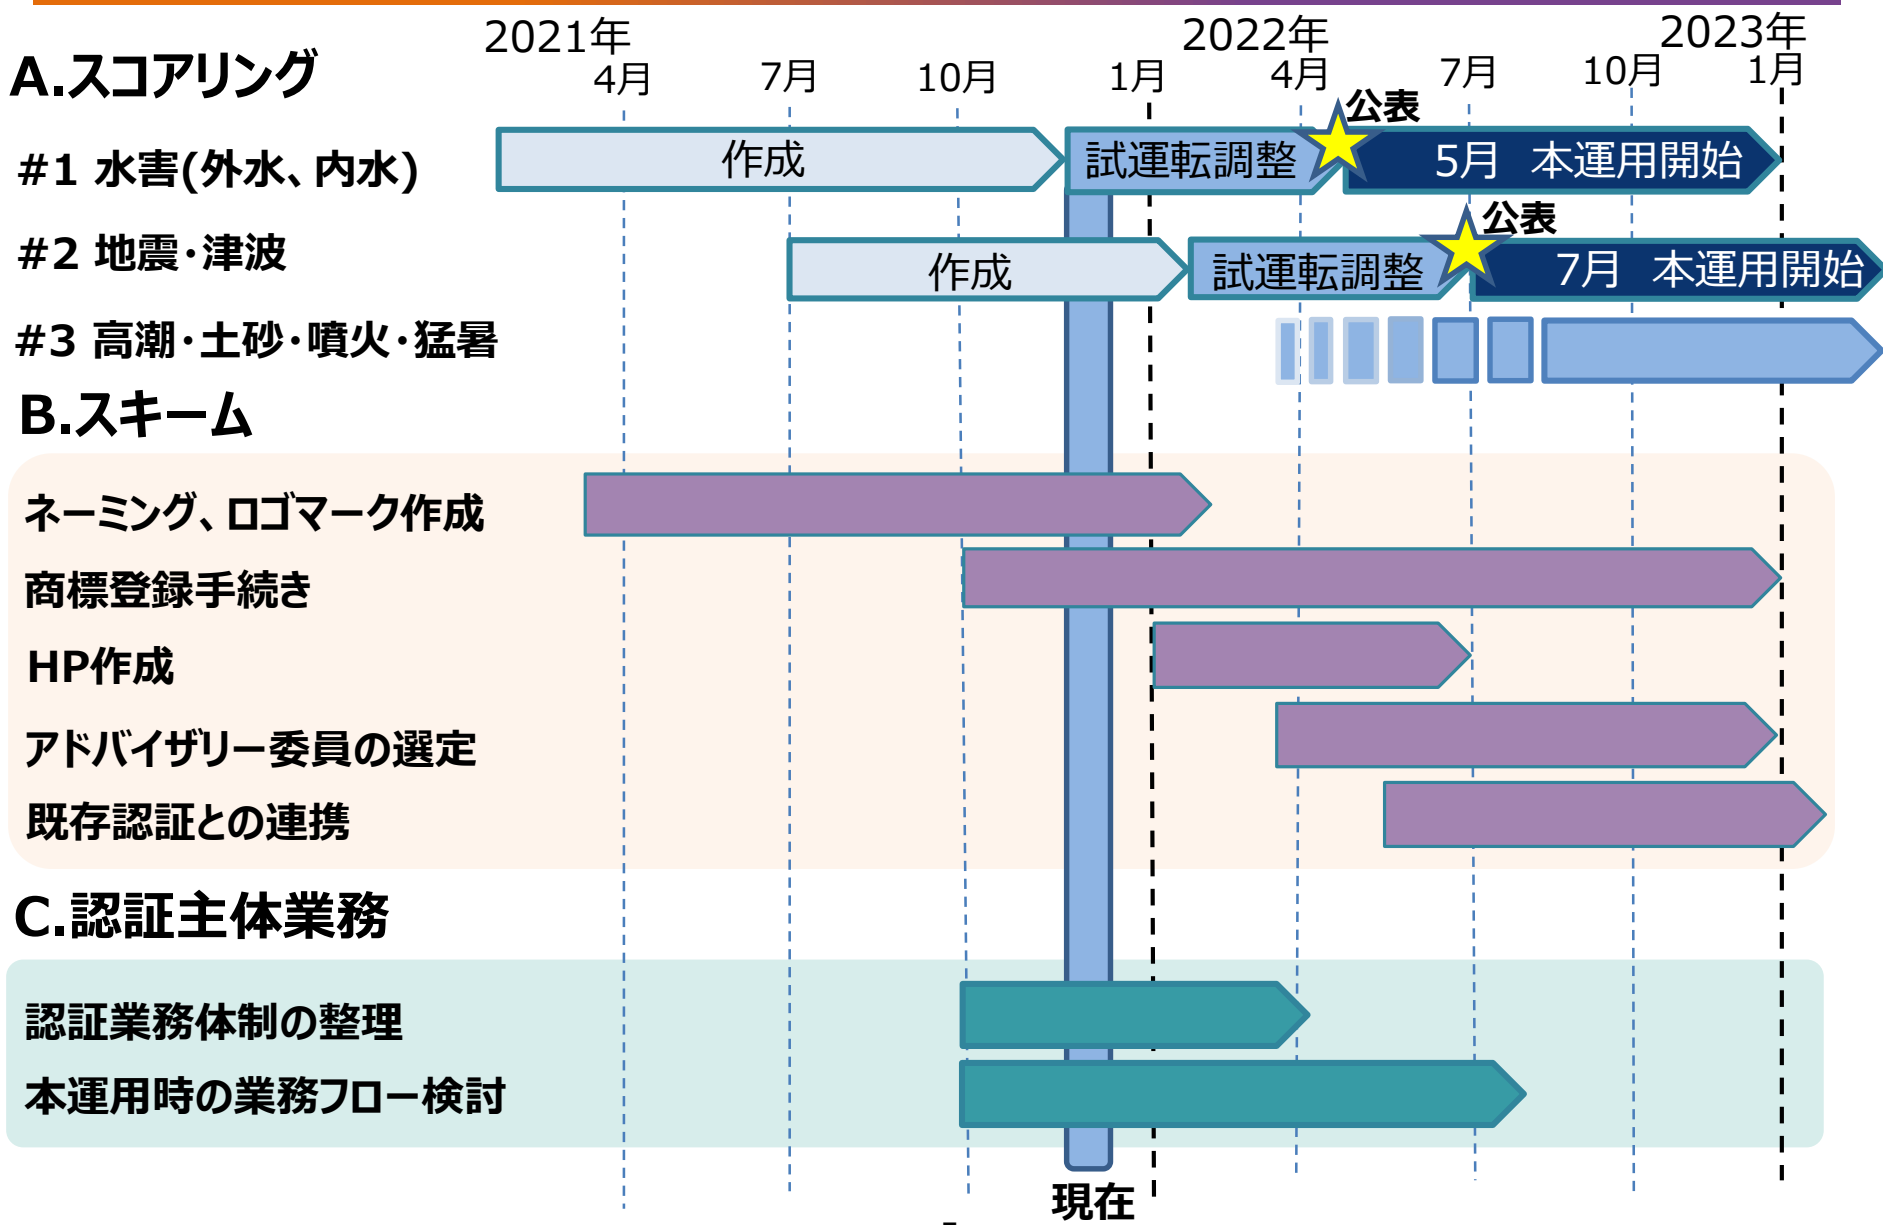 2021年 2022年 2023年
A.スコアリング
4月 7月 10月 1月 4月 7月 10月 1月
公表
#1 水害(外水、内水)
作成 試運転調整 5月 本運用開始
公表
#2 地震・津波
作成 試運転調整 7月 本運用開始
#3 高潮・土砂・噴火・猛暑
B.スキーム
ネーミング、ロゴマーク作成
商標登録手続き
HP作成
アドバイザリー委員の選定
既存認証との連携
C.認証主体業務
認証業務体制の整理
本運用時の業務フロー検討
現在